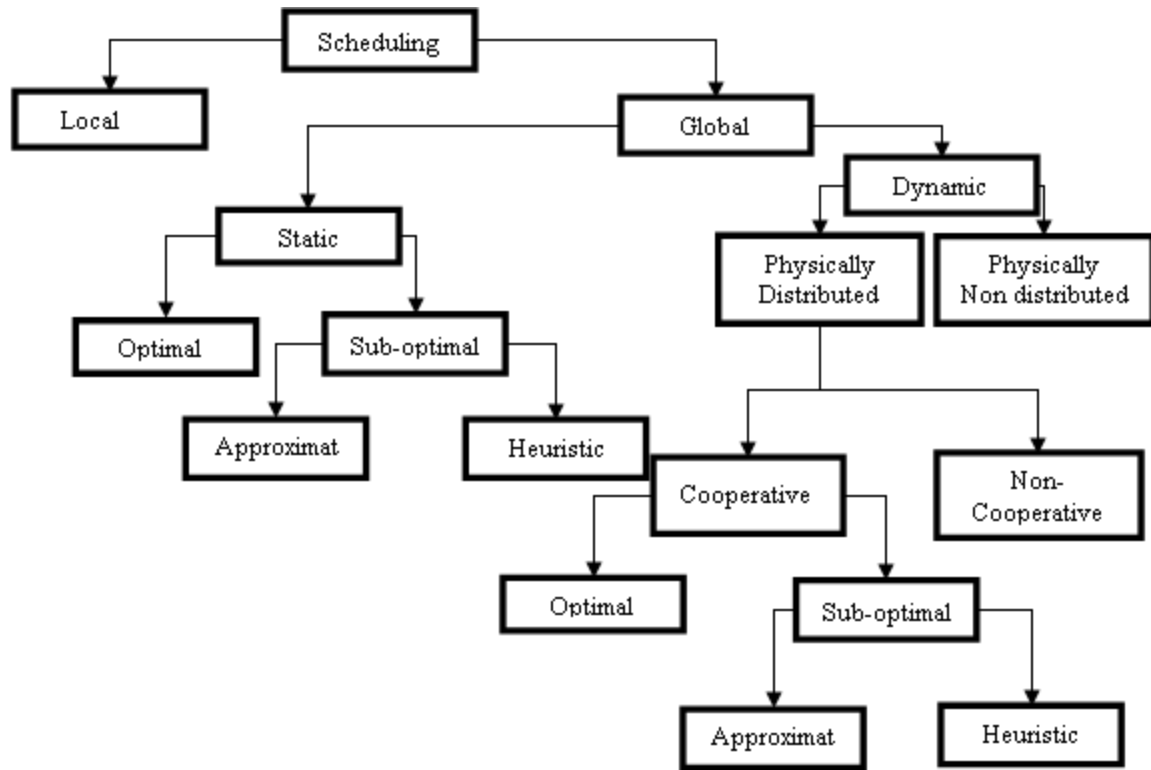 Scheduling
Local
Global
Dynamic
Static
Physically
Distributed
Physically
Non distributed
Optimal
Sub-optimal
Approximat
Heuristic
Cooperative
Non-
Cooperative
Optimal
Sub-optimal
Approximat
Heuristic